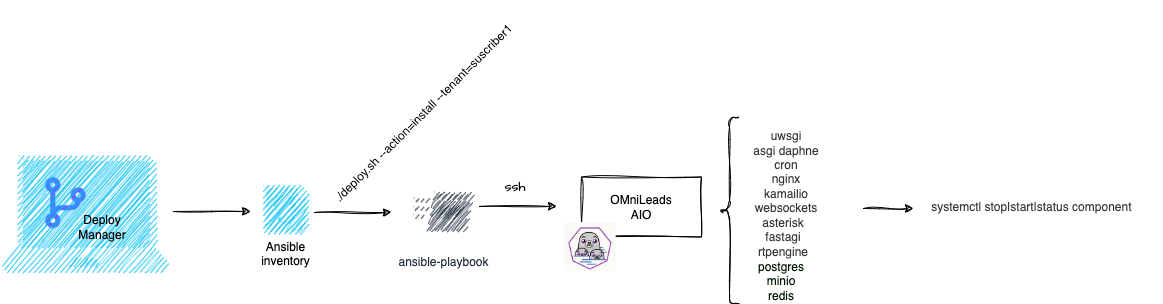 Deploy
Manager
Ansible
inventory
./deploy.sh --action=install --tenant=suscriber1
ansible-playbook
ssh
OMniLeads
AIO
uwsgi
asgi daphne
cron
nginx
kamailio
websockets
asterisk
fastagi
rtpengine
postgres
minio
redis
systemctl stop|start|status component